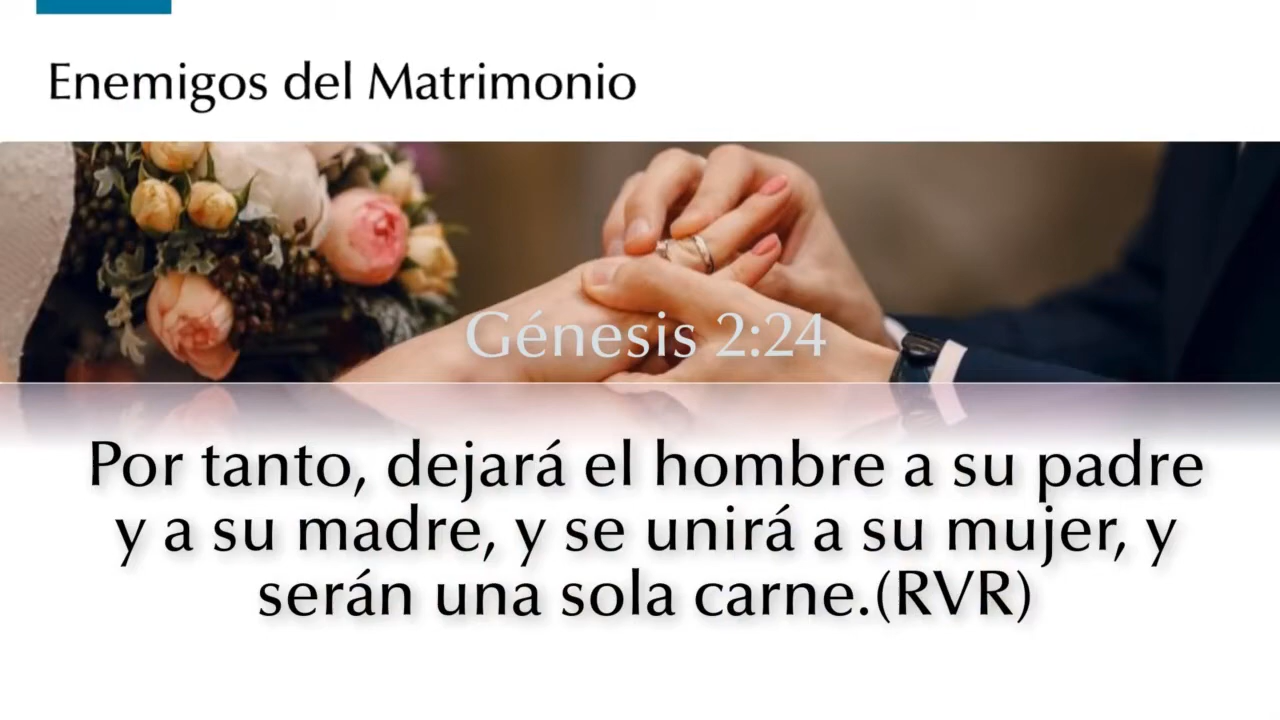 Enemigos del Matrimonio
Génesis 2:24
Por tanto, dejará el hombre a su padre
y a su madre, y se unirá a su mujer, y
serán una sola carne.(RVR)